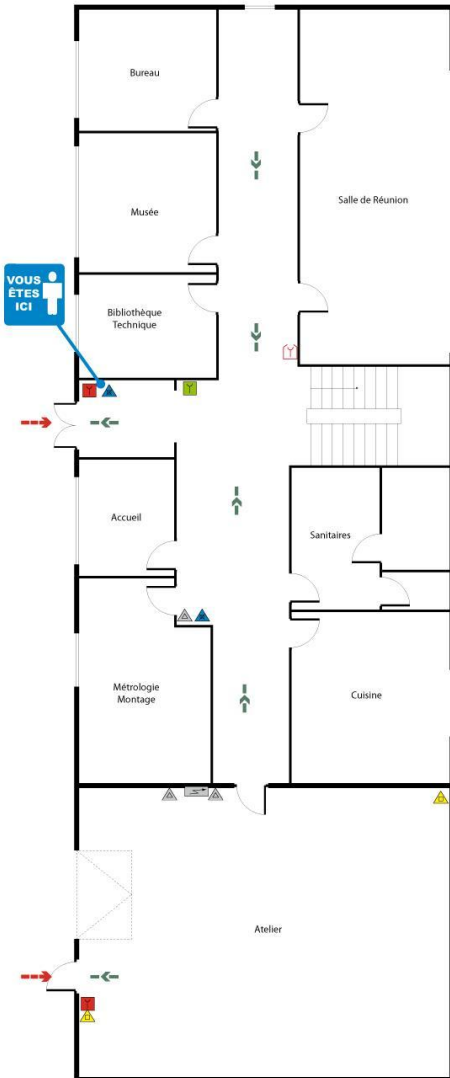 Bureau
Musée
Salle de Réunion
VOUS
ÊTES
ICI
Bibliothèque
Technique
Accueil
Sanitaires
Métrologie
Montage
Cuisine
Atelier